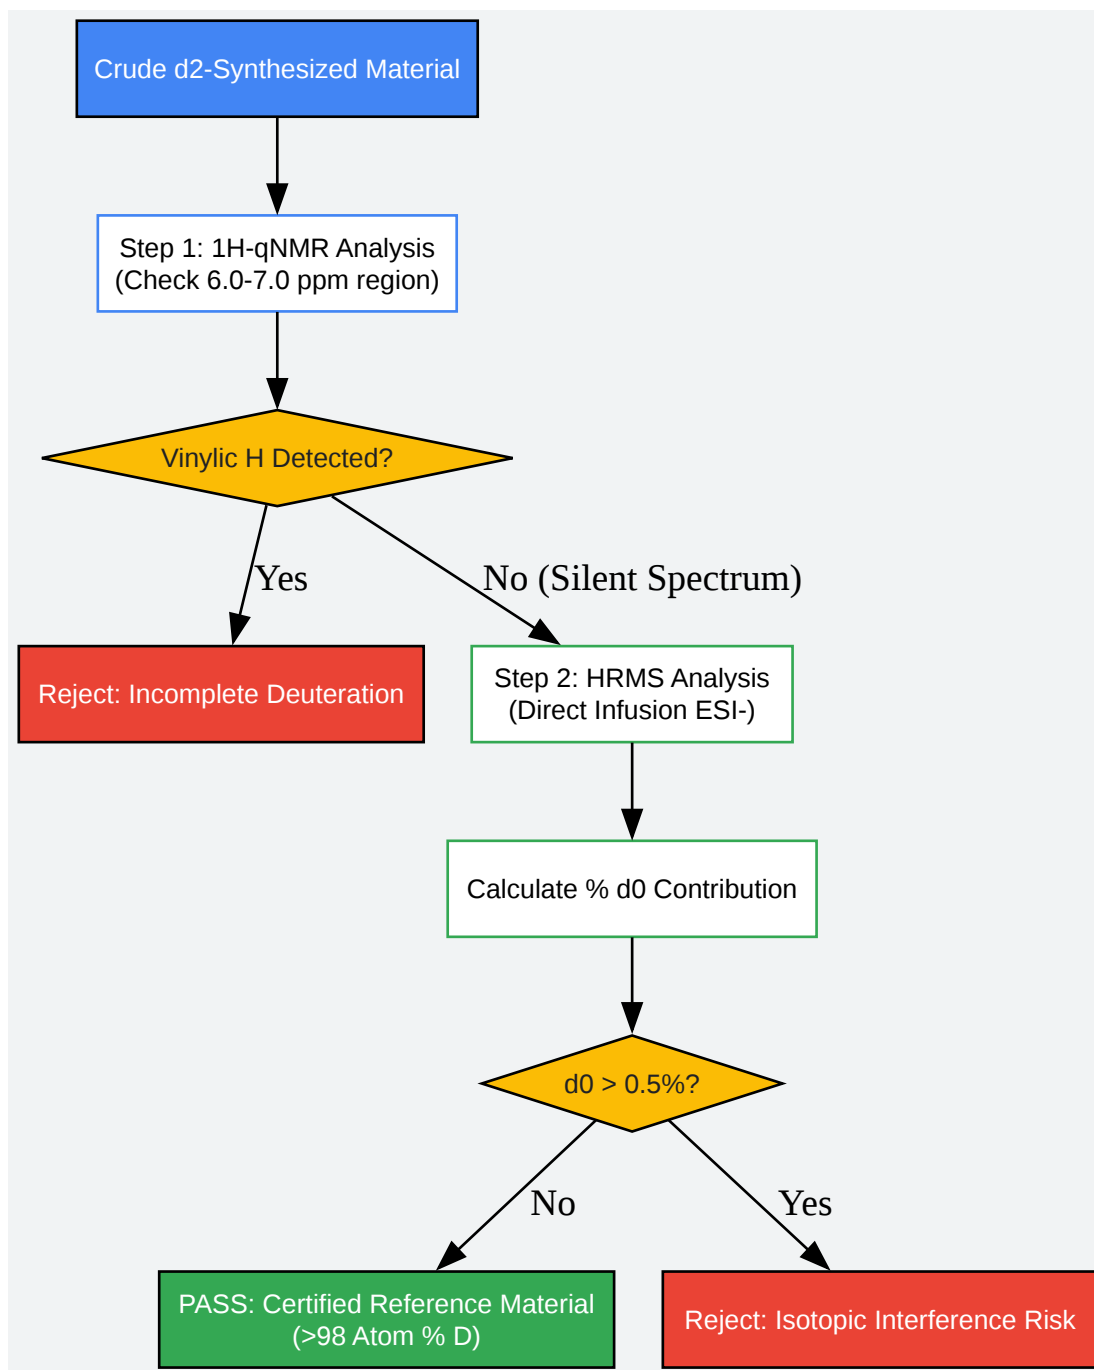 Crude d2-Synthesized Material
Step 1: 1H-qNMR Analysis
(Check 6.0-7.0 ppm region)
Vinylic H Detected?
Yes
No (Silent Spectrum)
Reject: Incomplete Deuteration
Step 2: HRMS Analysis
(Direct Infusion ESI-)
Calculate % d0 Contribution
d0 > 0.5%?
No
Yes
PASS: Certified Reference Material
(>98 Atom % D)
Reject: Isotopic Interference Risk